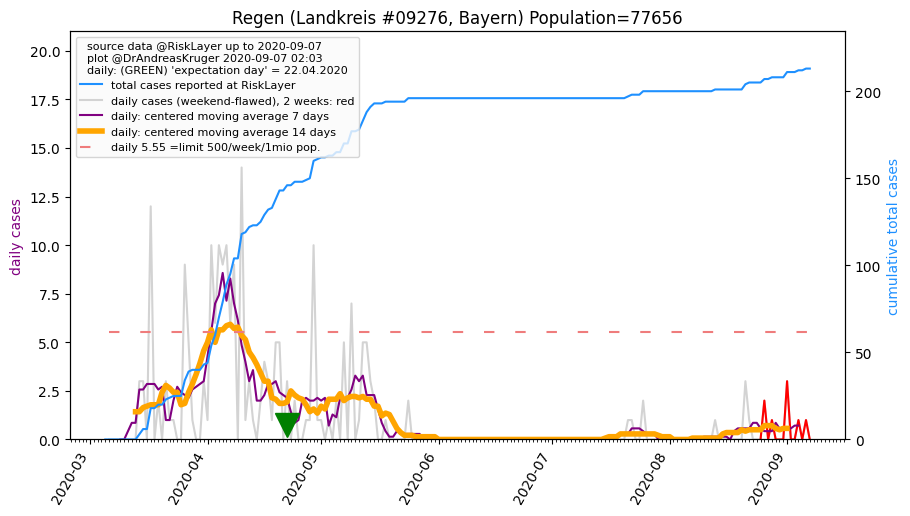 Regen (Landkreis #09276, Bayern) Population=77656
source data @RiskLayer up to 2020-09-07
plot @DrAndreasKruger 2020-09-07 02:03
daily: (GREEN) 'expectation day' = 22.04.2020
total cases reported at RiskLayer
daily cases (weekend-flawed), 2 weeks: red
daily: centered moving average 7 days
daily: centered moving average 14 days
daily 5.55 =limit 500/week/1mio pop.
daily cases
20.0
17.5
15.0
12.5
10.0
7.5
5.0
2.5
0.0
cumulative total cases
200
150
100
50
0
2020-03
2020-04
2020-05
2020-06
2020-07
2020-08
2020-09